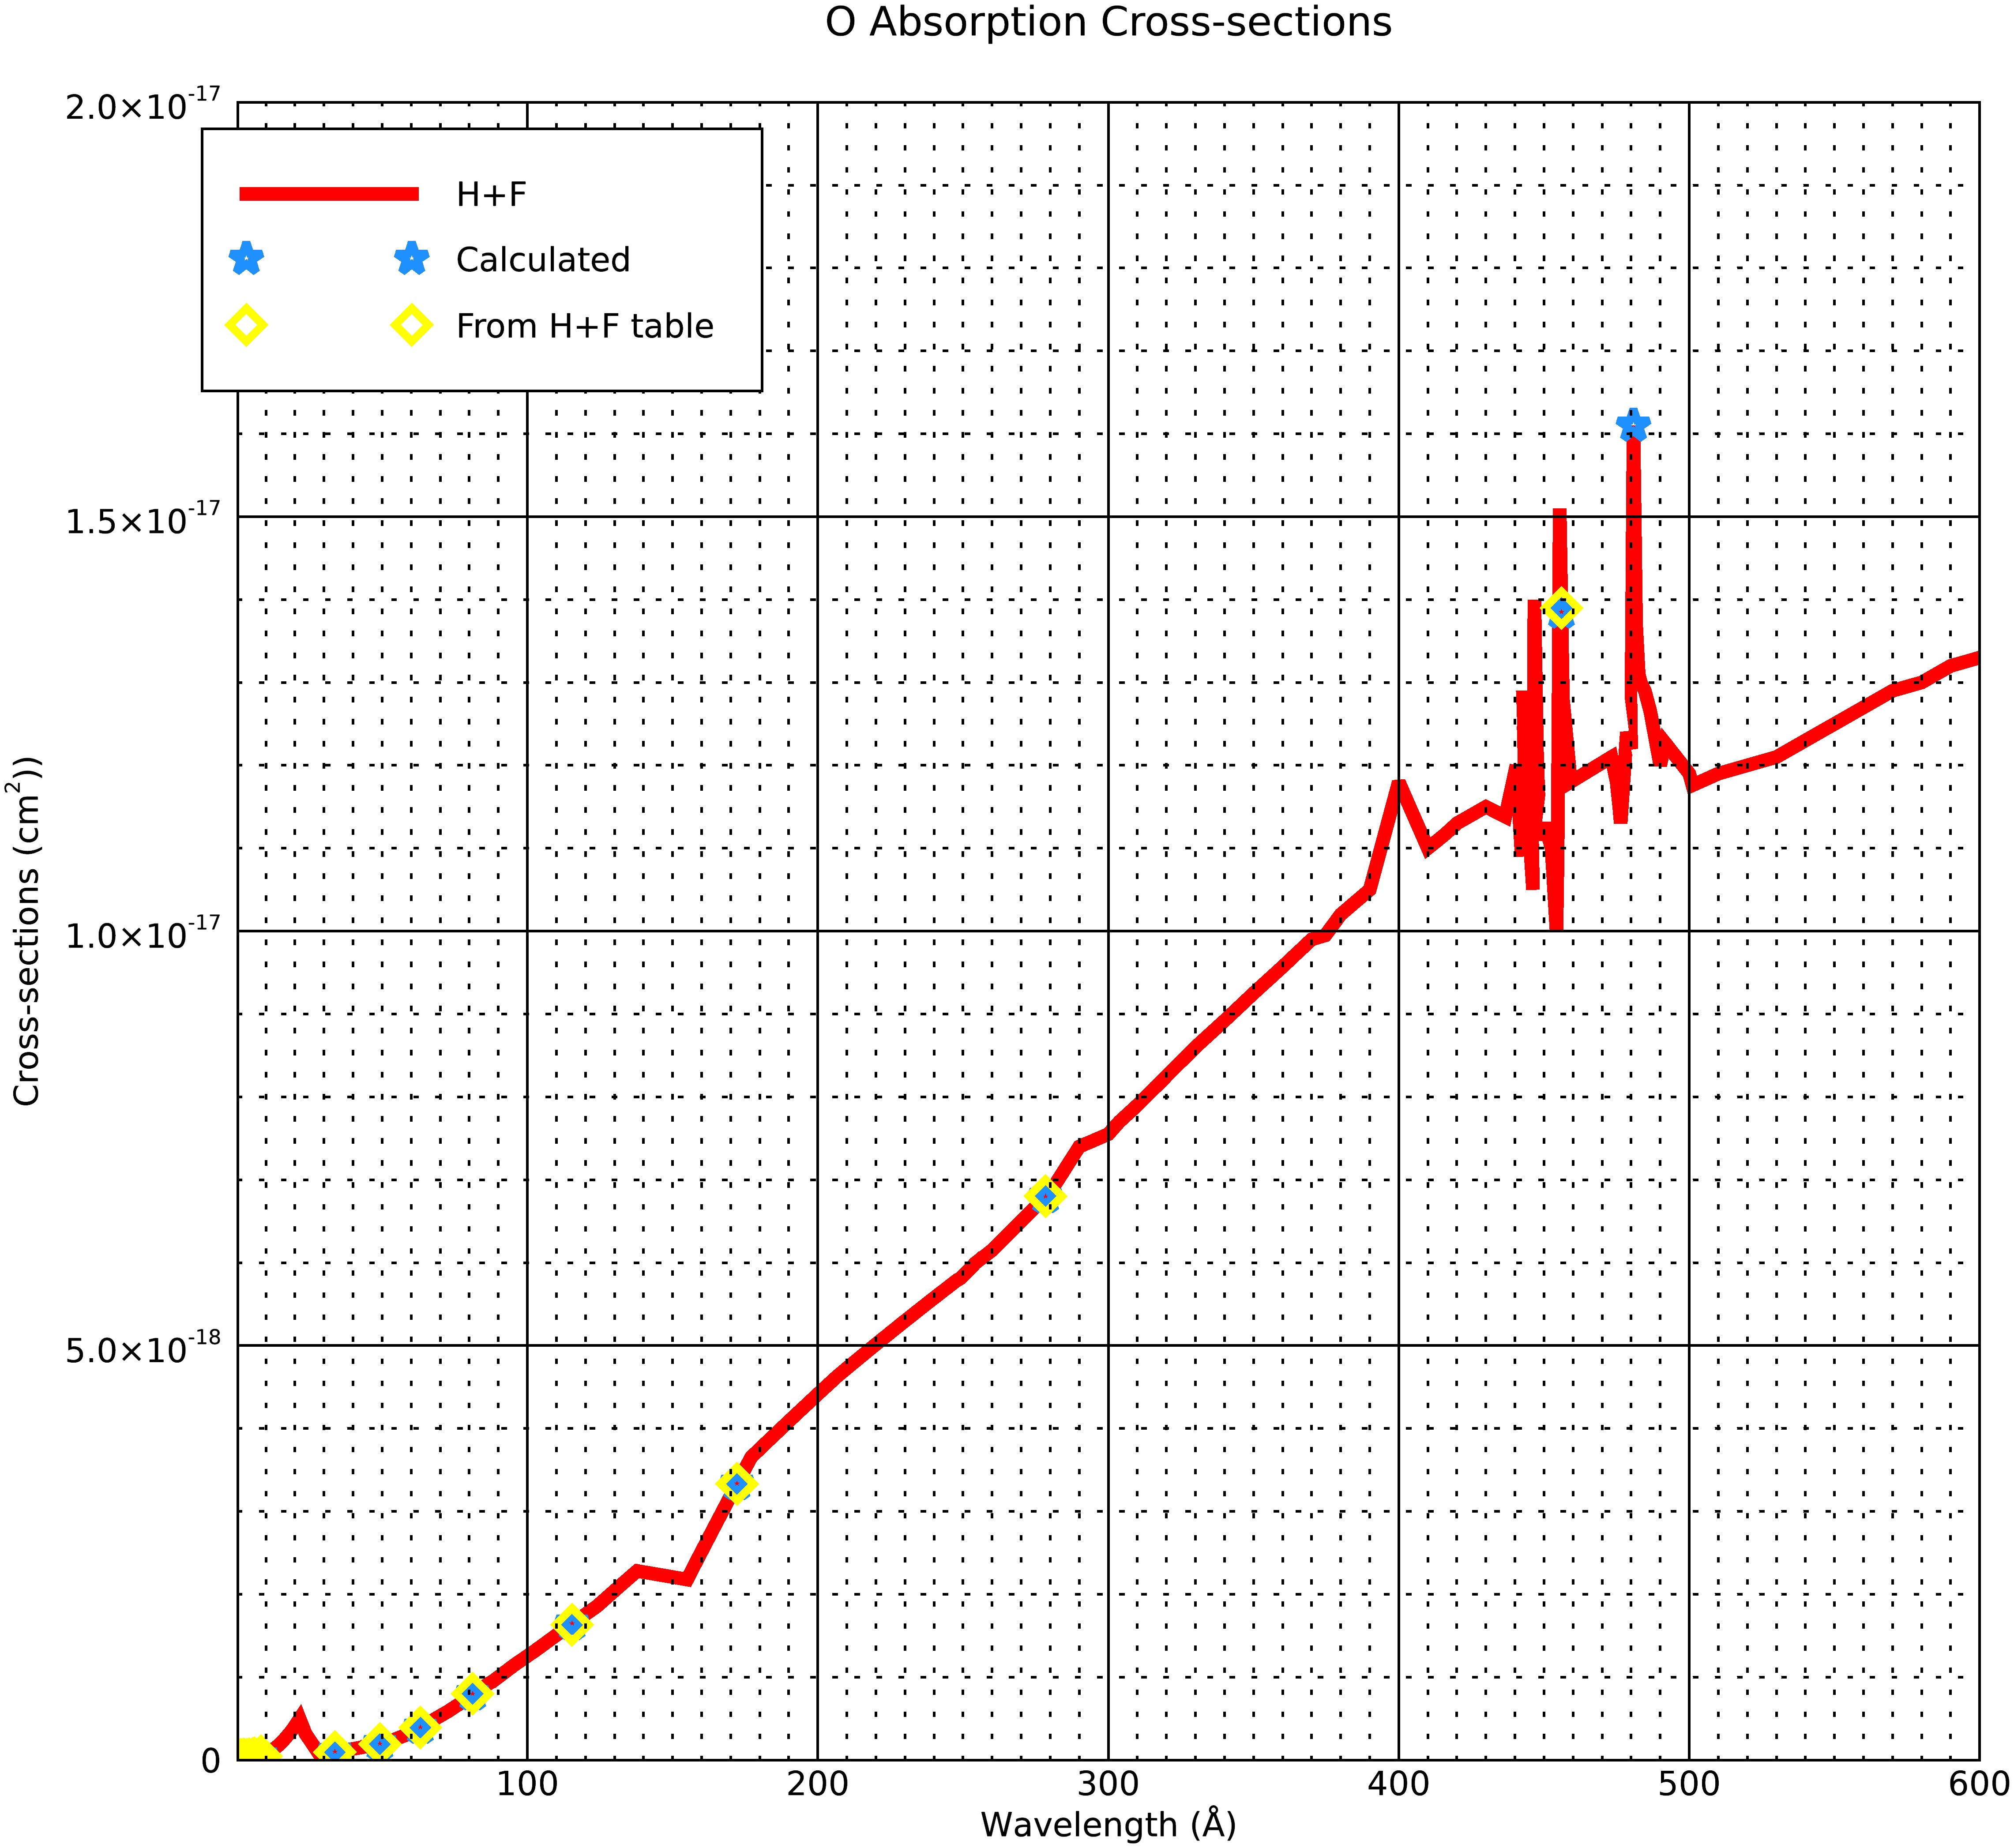 O Absorption Cross-sections
2.0×10⁻¹⁷
H+F
Calculated
From H+F table
1.5×10⁻¹⁷
1.0×10⁻¹⁷
5.0×10⁻¹⁸
0
Cross-sections (cm²))
100 200 300 400 500 600
Wavelength (Å)